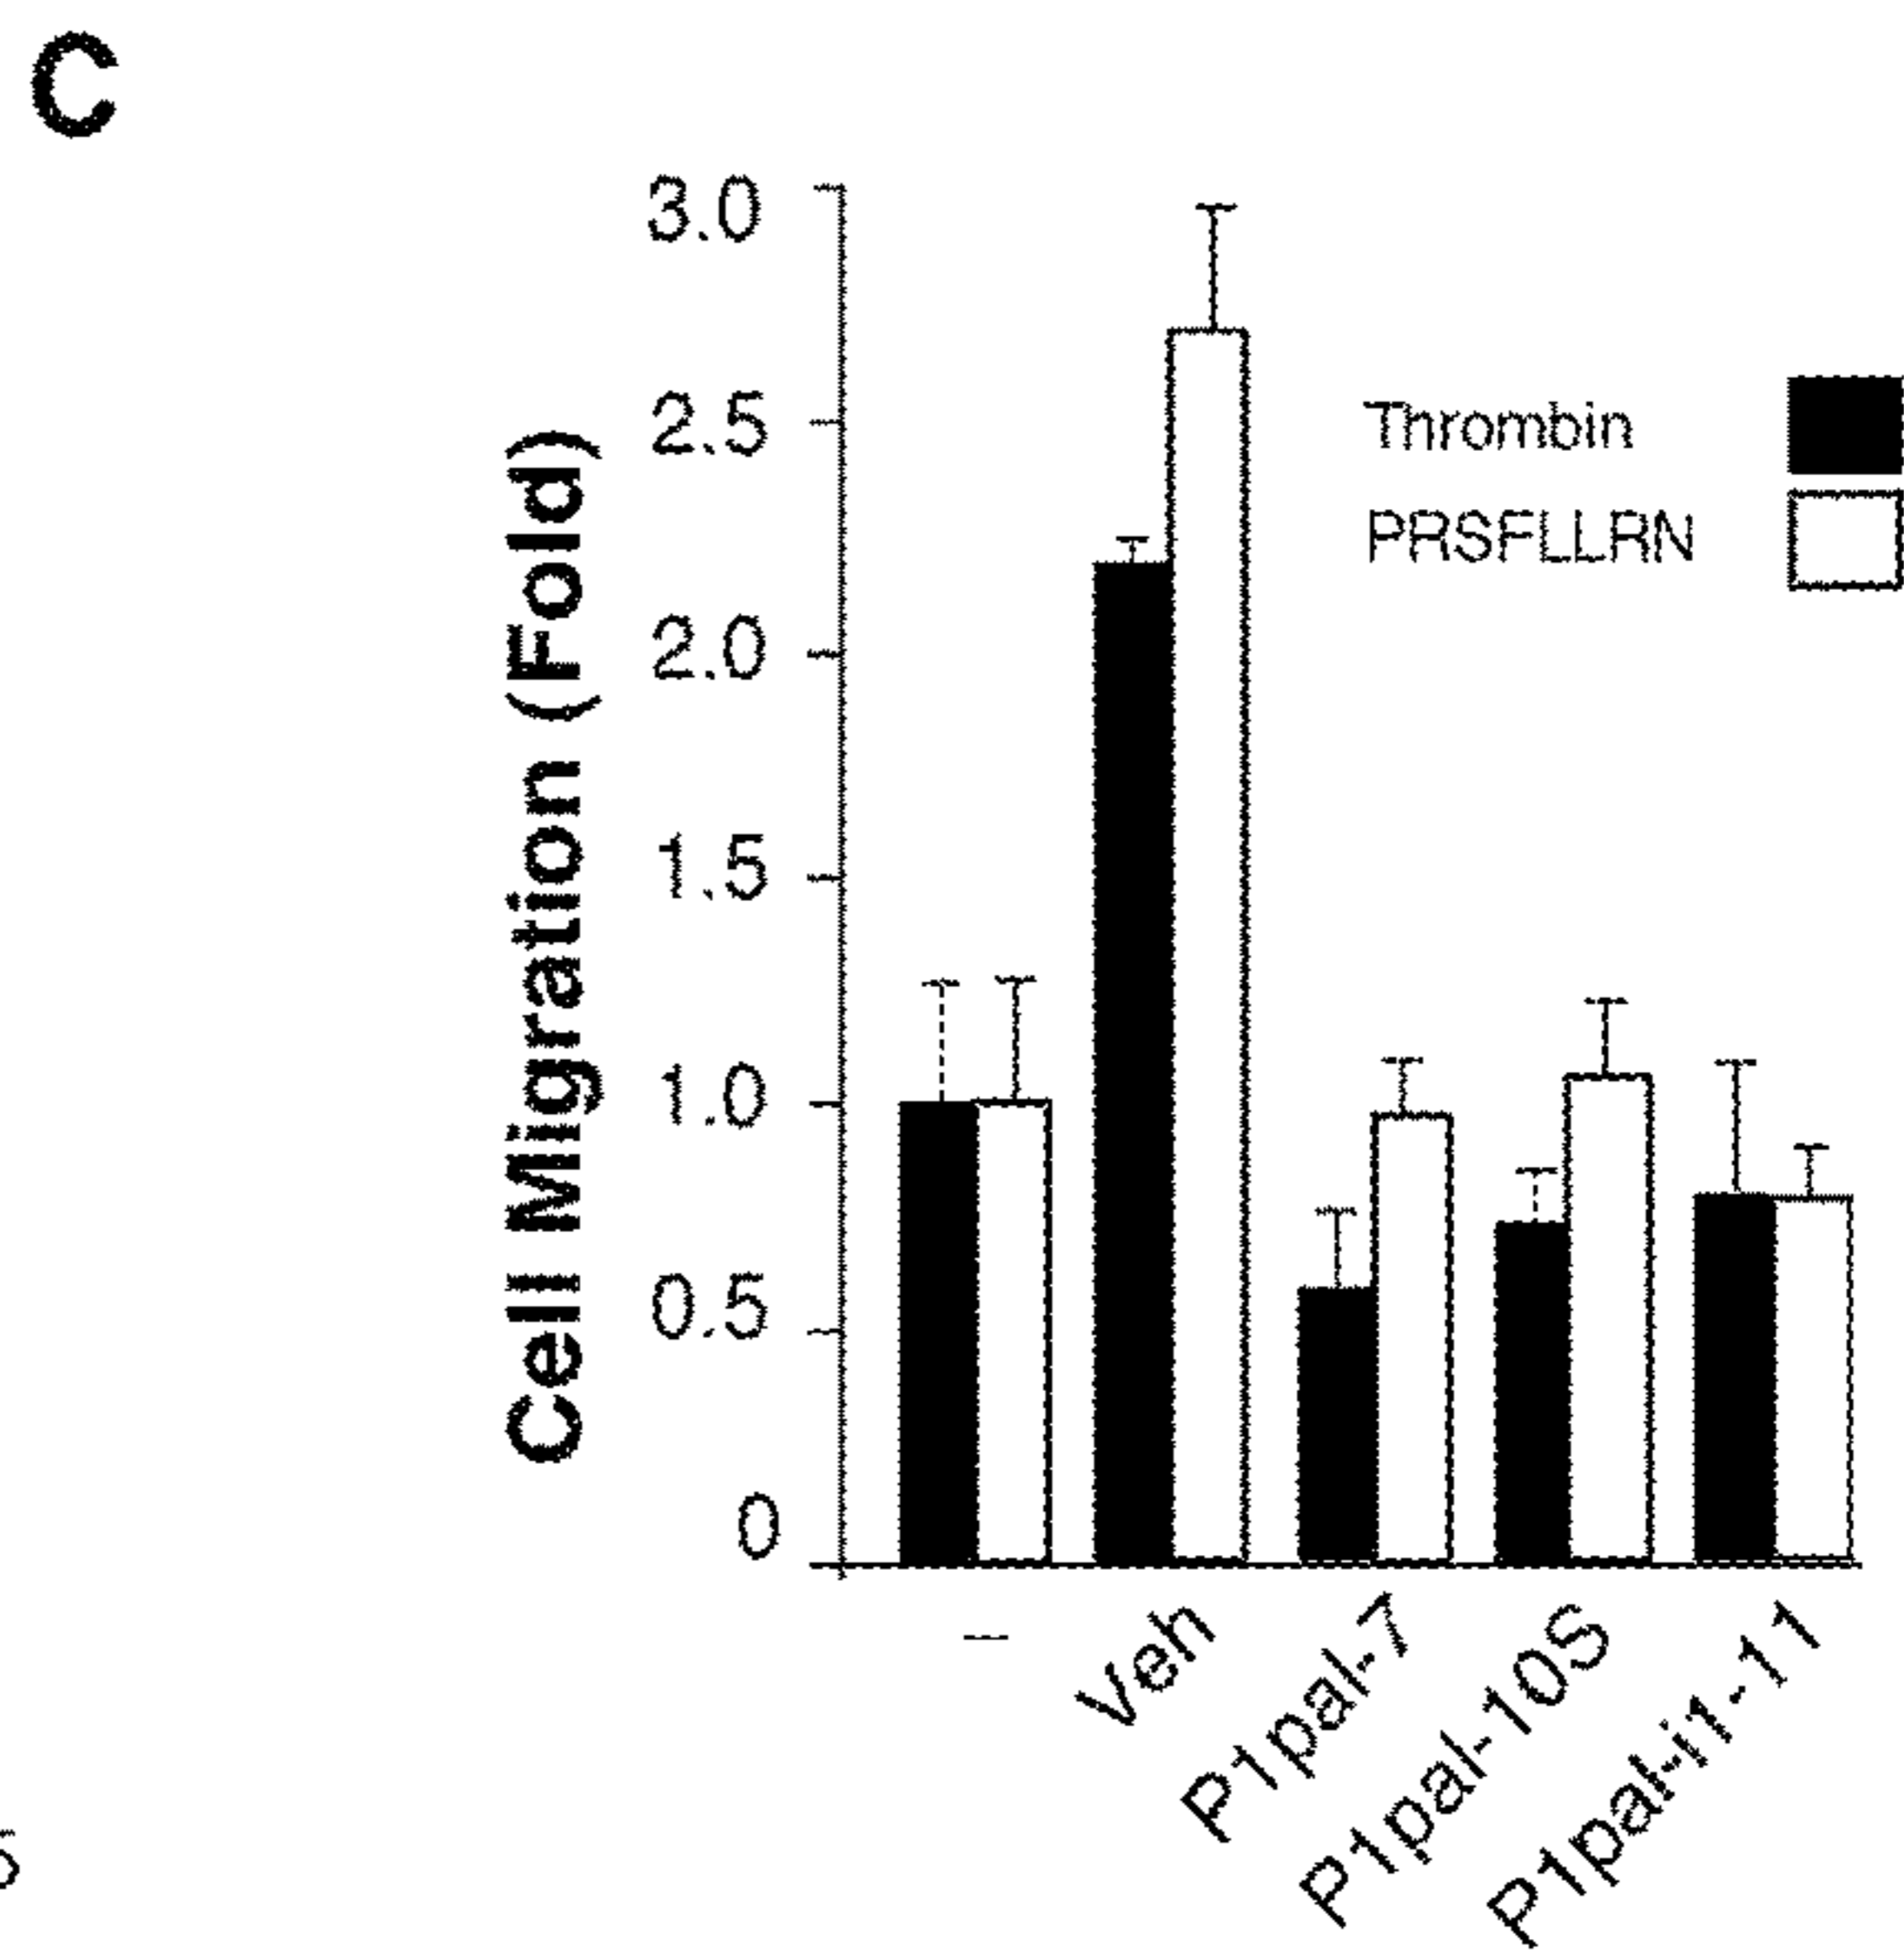 C
Cell Migration (Fold)
3.0
2.5
2.0
1.5
1.0
0.5
0
Thrombin
PRSFLLRN
–
Veh
P1pal-7
P1pal-10S
P1pal-i1-11